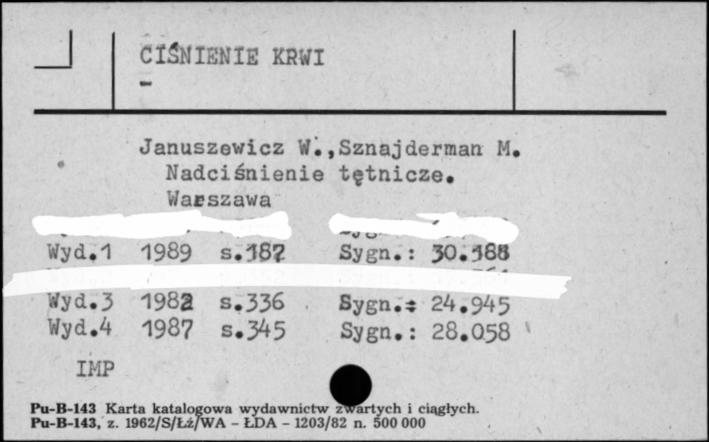 CIŚNIENIE KRWI
-
Januszewicz W.,Sznajderman M.
Nadciśnienie tętnicze.
Warszawa
Wyd.1 1989 s.187 Sygn.: 30.188
Wyd.3 1982 s.336 Sygn.: 24.945
Wyd.4 1987 s.345 Sygn.: 28.058
IMP
Pu-B-143 Karta katalogowa wydawnictw zwartych i ciągłych.
Pu-B-143, z. 1962/S/Łź/WA - ŁDA - 1203/82 n. 500 000